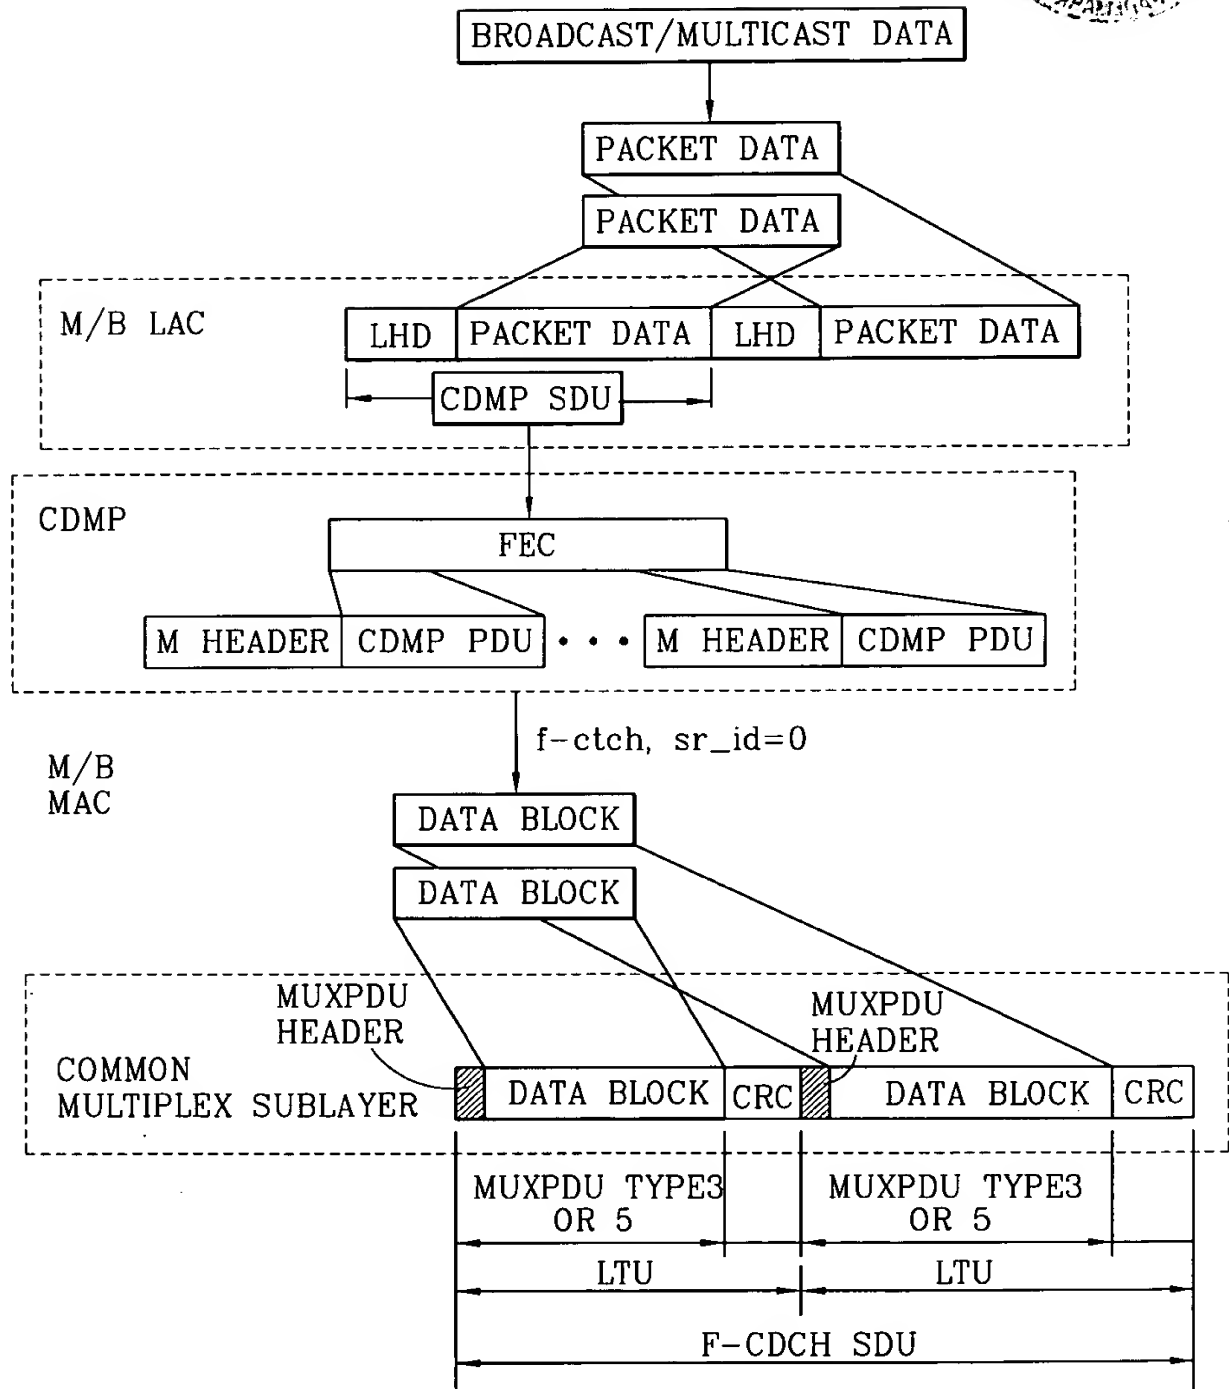 BROADCAST/MULTICAST DATA
PACKET DATA
PACKET DATA
M/B LAC
LHD PACKET DATA LHD PACKET DATA
CDMP SDU
CDMP
FEC
M HEADER CDMP PDU ··· M HEADER CDMP PDU
f-ctch, sr_id=0
M/B
MAC
DATA BLOCK
DATA BLOCK
MUXPDU
HEADER
MUXPDU
HEADER
COMMON
MULTIPLEX SUBLAYER
DATA BLOCK CRC DATA BLOCK CRC
MUXPDU TYPE3
OR 5
MUXPDU TYPE3
OR 5
LTU LTU
F-CDCH SDU